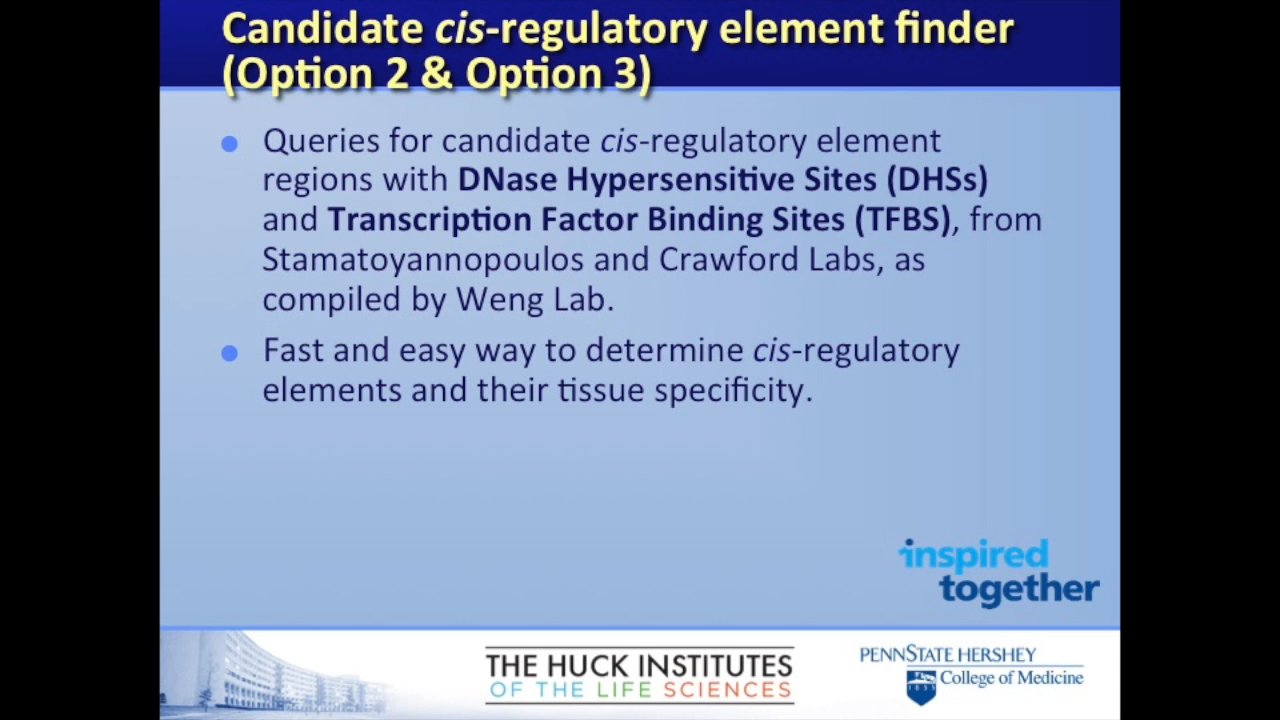 Candidate cis-regulatory element finder
(Option 2 & Option 3)
Queries for candidate cis-regulatory element
regions with DNase Hypersensitive Sites (DHSs)
and Transcription Factor Binding Sites (TFBS), from
Stamatoyannopoulos and Crawford Labs, as
compiled by Weng Lab.
Fast and easy way to determine cis-regulatory
elements and their tissue specificity.
inspired
together
THE HUCK INSTITUTES
OF THE LIFE SCIENCES
PENNSTATE HERSHEY
College of Medicine
1855